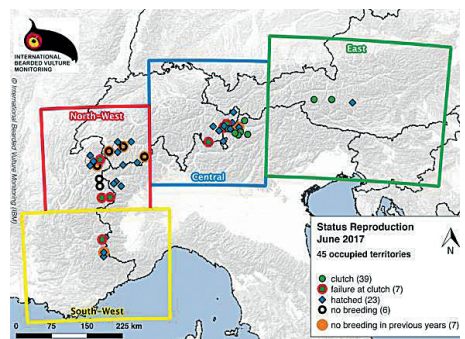 INTERNATIONAL
BEARDED VULTURE
MONITORING
© International Bearded Vulture Monitoring (IBM)
East
North-West
Central
South-West
Status Reproduction
June 2017
45 occupied territories
N
clutch (39)
failure at clutch (7)
hatched (23)
no breeding (6)
no breeding in previous years (7)
0 37.5 75 150 225 km